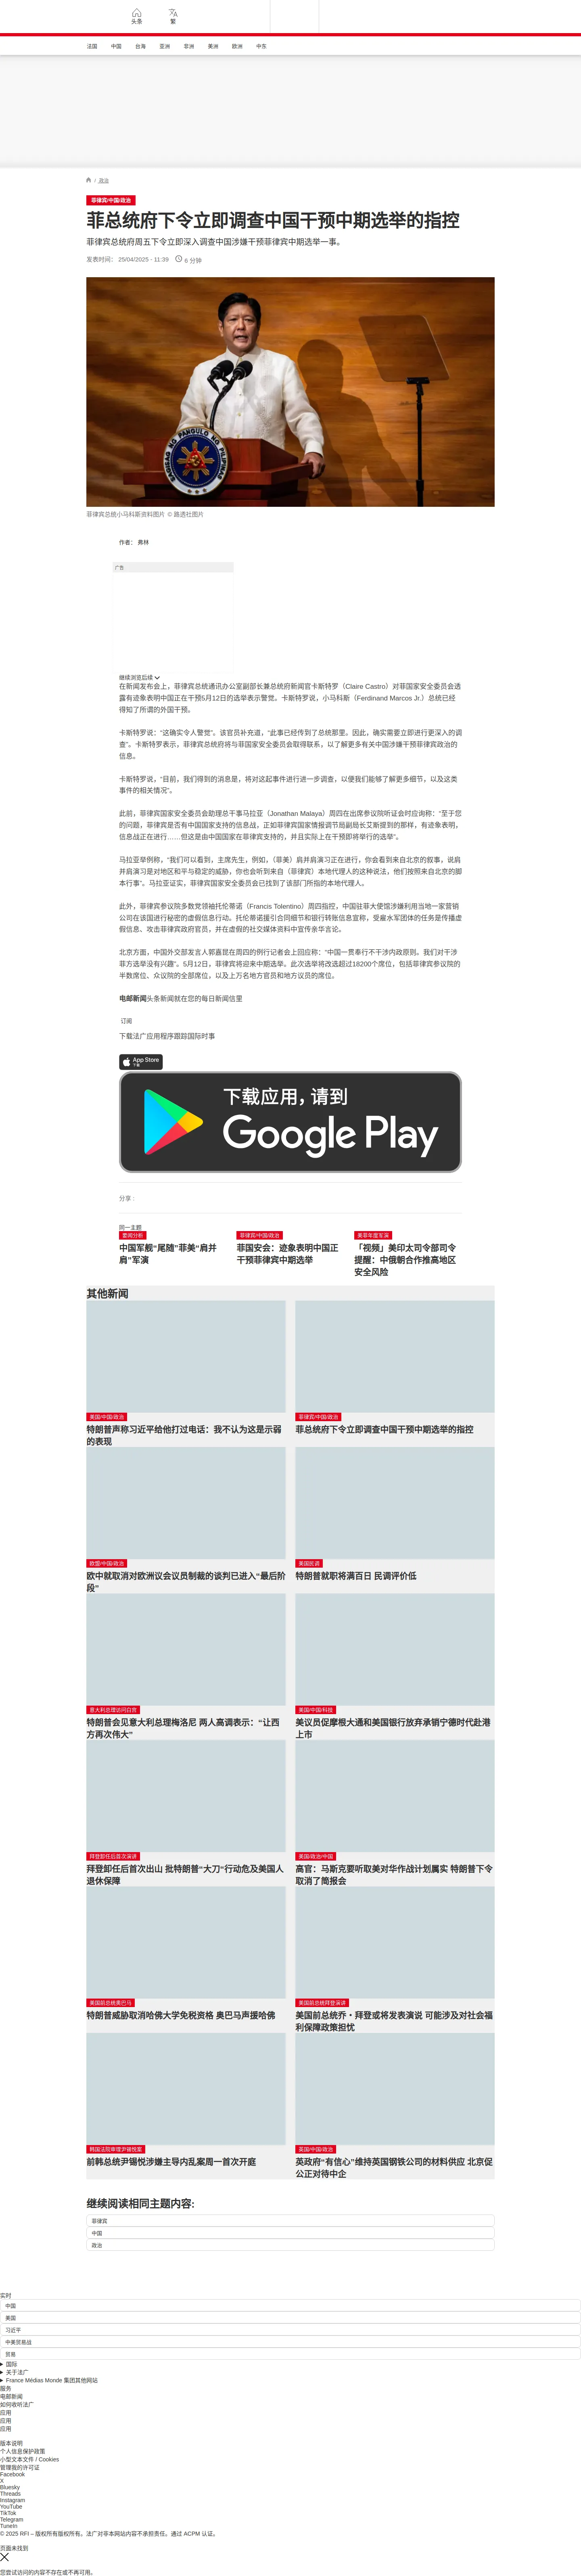 头条
繁
法国 中国 台海 亚洲 非洲 美洲 欧洲 中东
/ 政治
菲律宾/中国/政治
菲总统府下令立即调查中国干预中期选举的指控
菲律宾总统府周五下令立即深入调查中国涉嫌干预菲律宾中期选举一事。
发表时间： 25/04/2025 - 11:39 6 分钟
菲律宾总统小马科斯资料图片 © 路透社图片
作者： 弗林
广告
继续浏览后续
在新闻发布会上，菲律宾总统通讯办公室副部长兼总统府新闻官卡斯特罗（Claire Castro）对菲国家安全委员会透
露有迹象表明中国正在干预5月12日的选举表示警觉。卡斯特罗说，小马科斯（Ferdinand Marcos Jr.）总统已经
得知了所谓的外国干预。
卡斯特罗说：“这确实令人警觉”。该官员补充道，“此事已经传到了总统那里。因此，确实需要立即进行更深入的调
查”。卡斯特罗表示，菲律宾总统府将与菲国家安全委员会取得联系，以了解更多有关中国涉嫌干预菲律宾政治的
信息。
卡斯特罗说，“目前，我们得到的消息是，将对这起事件进行进一步调查，以便我们能够了解更多细节，以及这类
事件的相关情况”。
此前，菲律宾国家安全委员会助理总干事马拉亚（Jonathan Malaya）周四在出席参议院听证会时应询称：“至于您
的问题，菲律宾是否有中国国家支持的信息战，正如菲律宾国家情报调节局副局长艾斯提到的那样，有迹象表明，
信息战正在进行……但这是由中国国家在菲律宾支持的，并且实际上在干预即将举行的选举”。
马拉亚举例称，“我们可以看到，主席先生，例如，（菲美）肩并肩演习正在进行，你会看到来自北京的叙事，说肩
并肩演习是对地区和平与稳定的威胁，你也会听到来自（菲律宾）本地代理人的这种说法，他们按照来自北京的脚
本行事”。马拉亚证实，菲律宾国家安全委员会已找到了该部门所指的本地代理人。
此外，菲律宾参议院多数党领袖托伦蒂诺（Francis Tolentino）周四指控，中国驻菲大使馆涉嫌利用当地一家营销
公司在该国进行秘密的虚假信息行动。托伦蒂诺援引合同细节和银行转账信息宣称，受雇水军团体的任务是传播虚
假信息、攻击菲律宾政府官员，并在虚假的社交媒体资料中宣传亲华言论。
北京方面，中国外交部发言人郭嘉昆在周四的例行记者会上回应称：“中国一贯奉行不干涉内政原则。我们对干涉
菲方选举没有兴趣”。5月12日，菲律宾将迎来中期选举。此次选举将改选超过18200个席位，包括菲律宾参议院的
半数席位、众议院的全部席位，以及上万名地方官员和地方议员的席位。
电邮新闻头条新闻就在您的每日新闻信里
订阅
下载法广应用程序跟踪国际时事
App Store
下载
下载应用，请到
Google Play
分享 :
同一主题
要闻分析
中国军舰“尾随”菲美“肩并
肩”军演
菲律宾/中国/政治
菲国安会：迹象表明中国正
干预菲律宾中期选举
美菲年度军演
「视频」美印太司令部司令
提醒：中俄朝合作推高地区
安全风险
其他新闻
美国/中国/政治
特朗普声称习近平给他打过电话：我不认为这是示弱
的表现
菲律宾/中国/政治
菲总统府下令立即调查中国干预中期选举的指控
欧盟/中国/政治
欧中就取消对欧洲议会议员制裁的谈判已进入“最后阶
段”
美国民调
特朗普就职将满百日 民调评价低
意大利总理访问白宫
特朗普会见意大利总理梅洛尼 两人高调表示：“让西
方再次伟大”
美国/中国/科技
美议员促摩根大通和美国银行放弃承销宁德时代赴港
上市
拜登卸任后首次演讲
拜登卸任后首次出山 批特朗普“大刀“行动危及美国人
退休保障
美国/政治/中国
高官：马斯克要听取美对华作战计划属实 特朗普下令
取消了简报会
美国前总统奥巴马
特朗普威胁取消哈佛大学免税资格 奥巴马声援哈佛
美国前总统拜登演讲
美国前总统乔・拜登或将发表演说 可能涉及对社会福
利保障政策担忧
韩国法院审理尹锡悦案
前韩总统尹锡悦涉嫌主导内乱案周一首次开庭
英国/中国/政治
英政府“有信心”维持英国钢铁公司的材料供应 北京促
公正对待中企
继续阅读相同主题内容:
菲律宾
中国
政治
实时
中国
美国
习近平
中美贸易战
贸易
国际
关于法广
France Médias Monde 集团其他网站
服务
电邮新闻
如何收听法广
应用
应用
应用
版本说明
个人信息保护政策
小型文本文件 / Cookies
管理我的许可证
Facebook
X
Bluesky
Threads
Instagram
YouTube
TikTok
Telegram
TuneIn
© 2025 RFI – 版权所有版权所有。法广对非本网站内容不承担责任。通过 ACPM 认证。
页面未找到
您尝试访问的内容不存在或不再可用。